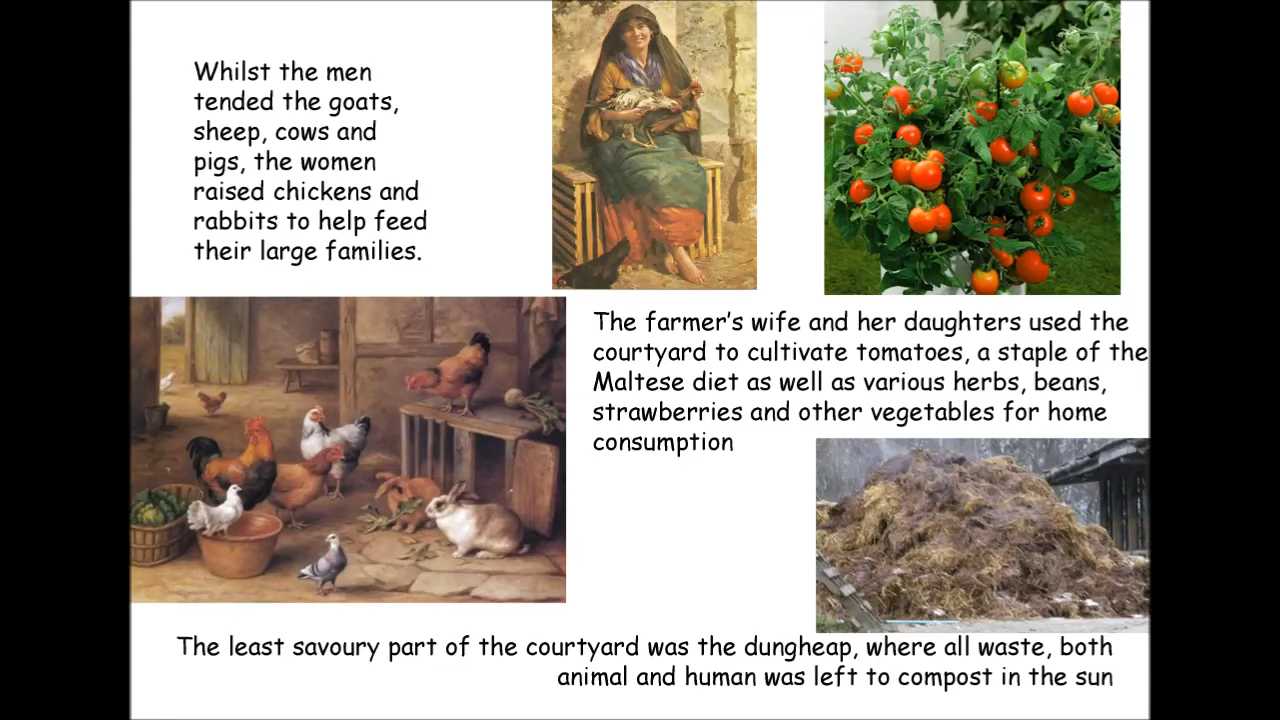 Whilst the men
tended the goats,
sheep, cows and
pigs, the women
raised chickens and
rabbits to help feed
their large families.
The farmer's wife and her daughters used the
courtyard to cultivate tomatoes, a staple of the
Maltese diet as well as various herbs, beans,
strawberries and other vegetables for home
consumption
The least savoury part of the courtyard was the dungheap, where all waste, both
animal and human was left to compost in the sun